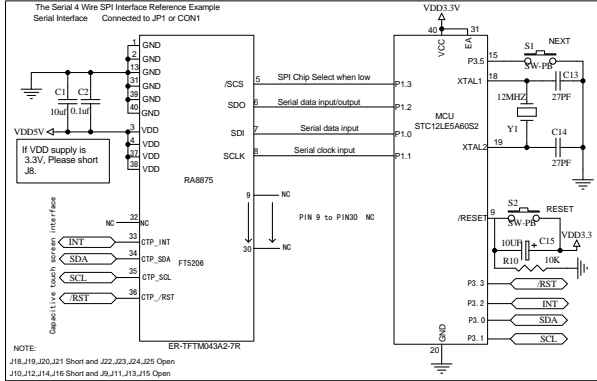 The Serial 4 Wire SPI Interface Reference Example
Serial Interface Connected to JP1 or CON1
1 GND
2 GND
13 GND
31 GND
39 GND
40 GND
C1 C2
10uf 0.1uf
VDD5V
3 VDD
4 VDD
37 VDD
38 VDD
If VDD supply is
3.3V, Please short
J8.
/SCS 5 SPI Chip Select when low P1.3
SDO 6 Serial data input/output P1.2
SDI 7 Serial data input P1.0
SCLK 8 Serial clock input P1.1
RA8875
9 NC
PIN 9 to PIN30 NC
30 NC
NC 32 NC
INT 33 CTP_INT
SDA 34 CTP_SDA
SCL 35 CTP_SCL
/RST 36 CTP_/RST
FT5206
Capacitive touch screen interface
ER-TFTM043A2-7R
VDD3.3V
40 31
VCC EA
MCU
STC12LE5A60S2
P3.5 15 S1 NEXT
SW-PB
XTAL1 18 C13
27PF
12MHZ
Y1
XTAL2 19 C14
27PF
/RESET 9 S2 RESET
SW-PB
10UF C15 VDD3.3
R10 10K
P3.3 /RST
P3.2 INT
P3.0 SDA
P3.1 SCL
GND
20
NOTE:
J18,J19,J20,J21 Short and J22,J23,J24,J25 Open
J10,J12,J14,J16 Short and J9,J11,J13,J15 Open